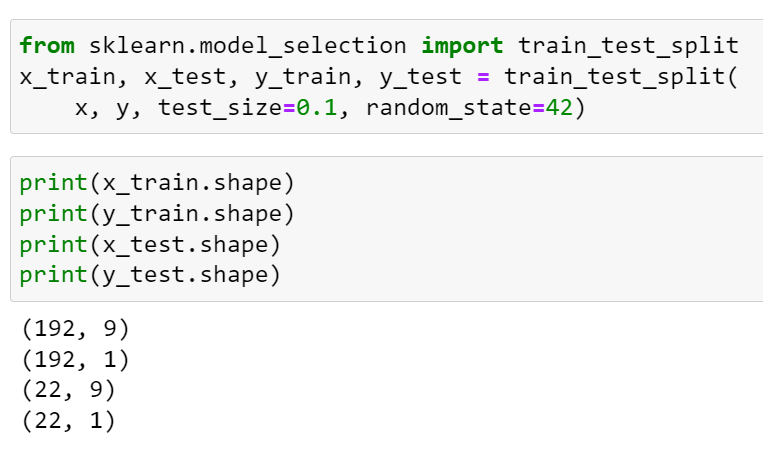 from sklearn.model_selection import train_test_split
x_train, x_test, y_train, y_test = train_test_split(
    x, y, test_size=0.1, random_state=42)
print(x_train.shape)
print(y_train.shape)
print(x_test.shape)
print(y_test.shape)
(192, 9)
(192, 1)
(22, 9)
(22, 1)